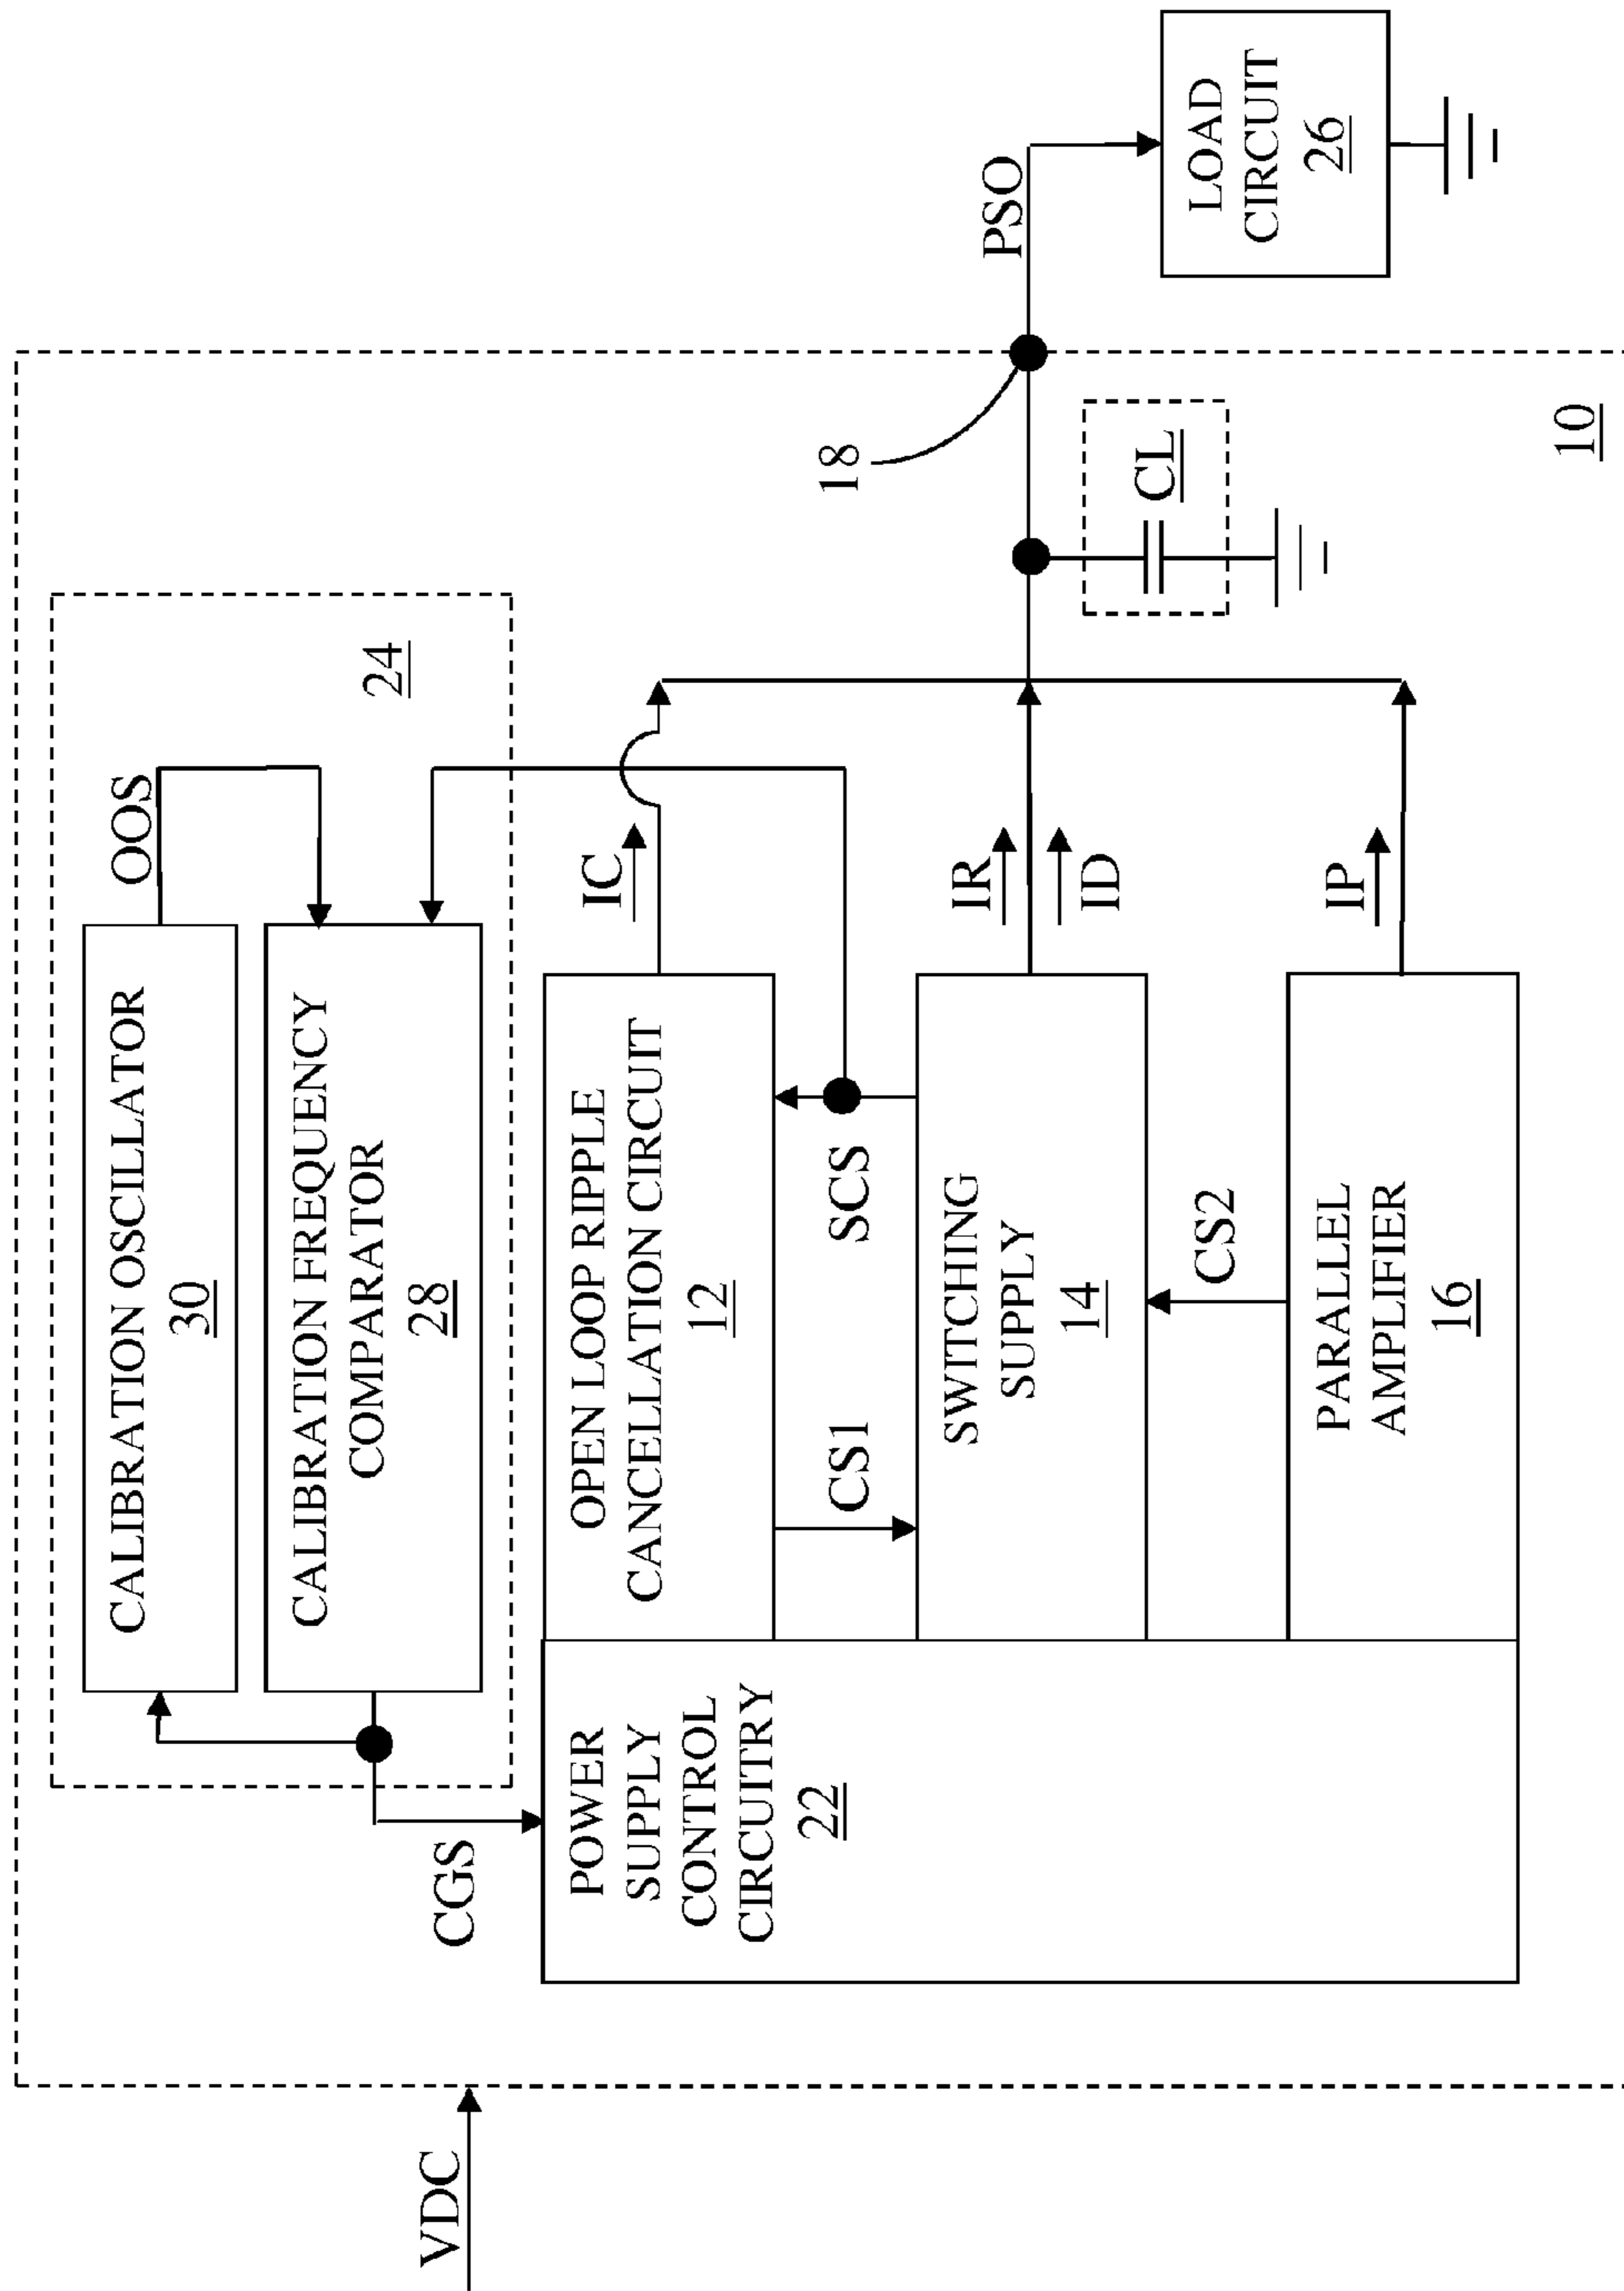 CALIBRATION OSCILLATOR
30
OOS
CALIBRATION FREQUENCY
COMPARATOR
28
24
CGS
VDC
POWER
SUPPLY
CONTROL
CIRCUITRY
22
OPEN LOOP RIPPLE
CANCELLATION CIRCUIT
12
IC
CS1
SCS
SWITCHING
SUPPLY
14
IR
ID
CS2
PARALLEL
AMPLIFIER
16
IP
18
CL
PSO
LOAD
CIRCUIT
26
10